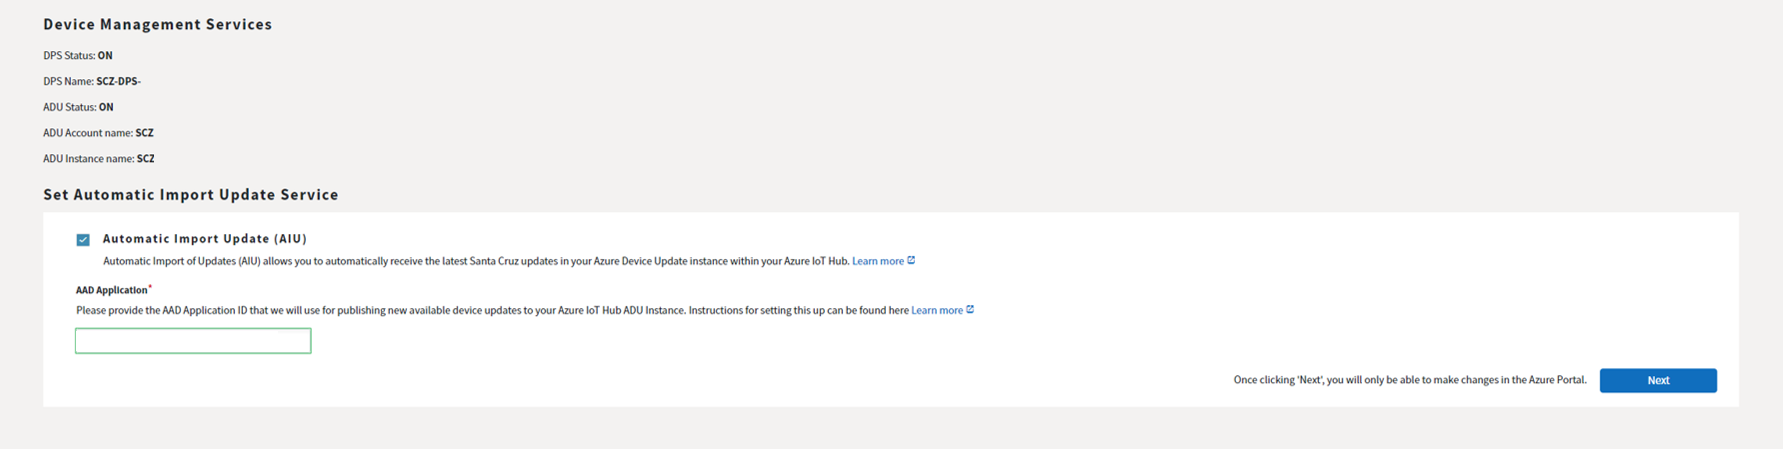 Device Management Services
DPS Status: ON
DPS Name: SCZ-DPS-
ADU Status: ON
ADU Account name: SCZ
ADU Instance name: SCZ
Set Automatic Import Update Service
Automatic Import Update (AIU)
Automatic Import of Updates (AIU) allows you to automatically receive the latest Santa Cruz updates in your Azure Device Update instance within your Azure IoT Hub. Learn more
AAD Application*
Please provide the AAD Application ID that we will use for publishing new available device updates to your Azure IoT Hub ADU Instance. Instructions for setting this up can be found here Learn more
Once clicking 'Next', you will only be able to make changes in the Azure Portal. Next